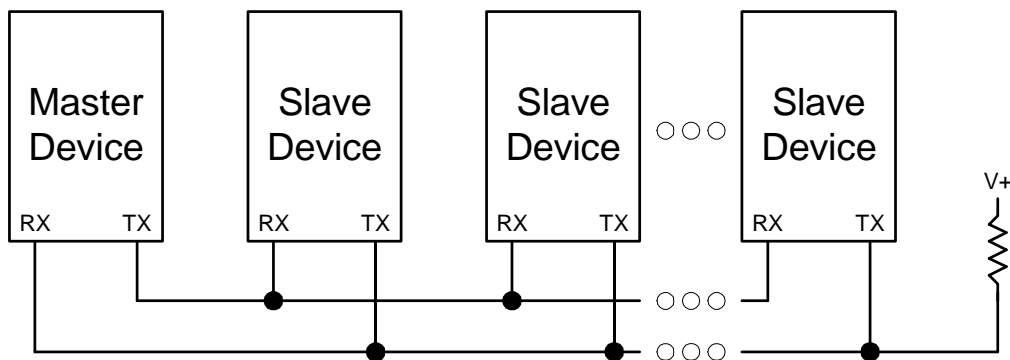 Master
Device
Slave
Device
Slave
Device
Slave
Device
V+
RX TX
RX TX
RX TX
RX TX